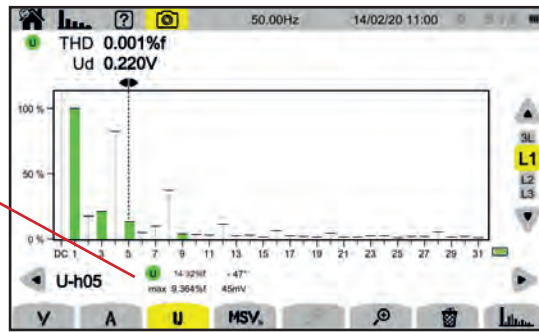 ? 50.00Hz 14/02/20 11:00
U THD 0.001%f
Ud 0.220V
100 %
50 %
0 %
3L
L1
L2
L3
DC 1 3 5 7 9 11 13 15 17 19 21 23 25 27 29 31
U-h05 U -47°
max 9.364%f 45mV
V A U MSV